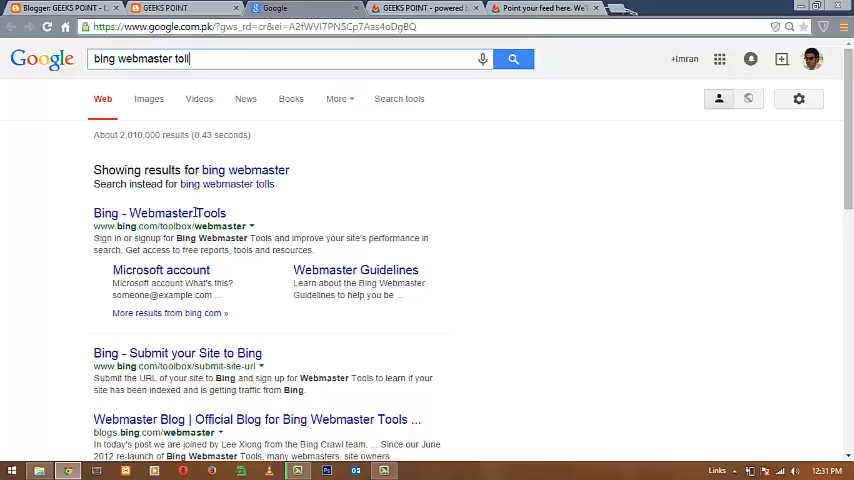 Blogger: GEEKS POINT - l
GEEKS POINT
Google
GEEKS POINT - powered b
Point your feed here. We'll
https://www.google.com.pk/?gws_rd=cr&ei=A2fWVI7PN5Cp7Aas4oDgBQ
Google
bing webmaster toll
+Imran
Web
Images
Videos
News
Books
More
Search tools
About 2,010,000 results (0.43 seconds)
Showing results for bing webmaster
Search instead for bing webmaster tolls
Bing - Webmaster Tools
www.bing.com/toolbox/webmaster
Sign in or signup for Bing Webmaster Tools and improve your site's performance in
search. Get access to free reports, tools and resources.
Microsoft account
Microsoft account What's this?
someone@example.com ...
Webmaster Guidelines
Learn about the Bing Webmaster
Guidelines to help you be ...
More results from bing.com »
Bing - Submit your Site to Bing
www.bing.com/toolbox/submit-site-url
Submit the URL of your site to Bing and sign up for Webmaster Tools to learn if your
site has been indexed and is getting traffic from Bing.
Webmaster Blog | Official Blog for Bing Webmaster Tools ...
blogs.bing.com/webmaster
In today's post we are joined by Lee Xiong from the Bing Crawl team. ... Since our June
2012 re-launch of Bing Webmaster Tools, many webmasters, site owners ...
Links
12:31 PM